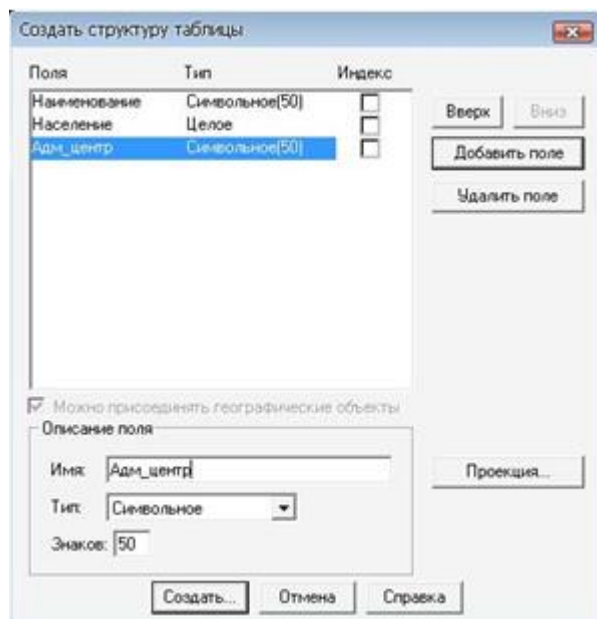 Создать структуру таблицы
Поля Тип Индекс
Наименование Символьное(50)
Население Целое
Адм_центр Символьное(50)
Вверх Вниз
Добавить поле
Удалить поле
Можно присоединять географические объекты
Описание поля
Имя: Адм_центр
Тип: Символьное
Знаков: 50
Проекция...
Создать... Отмена Справка